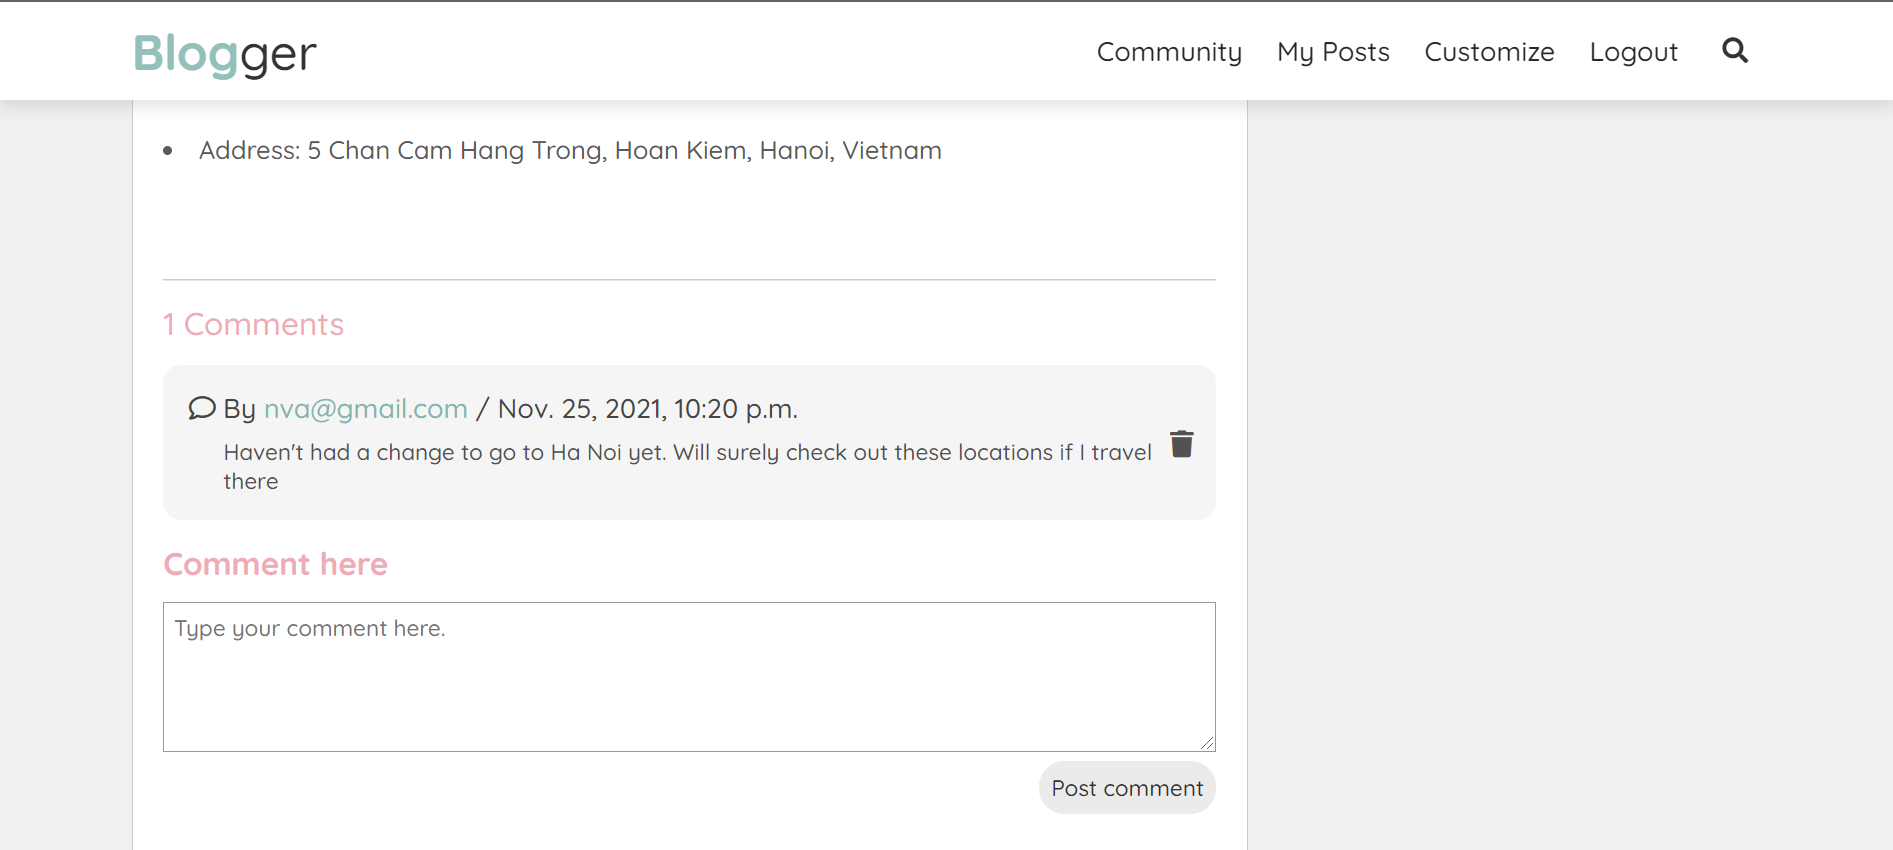 Blogger
Community My Posts Customize Logout
• Address: 5 Chan Cam Hang Trong, Hoan Kiem, Hanoi, Vietnam
1 Comments
By nva@gmail.com / Nov. 25, 2021, 10:20 p.m.
Haven't had a change to go to Ha Noi yet. Will surely check out these locations if I travel
there
Comment here
Type your comment here.
Post comment